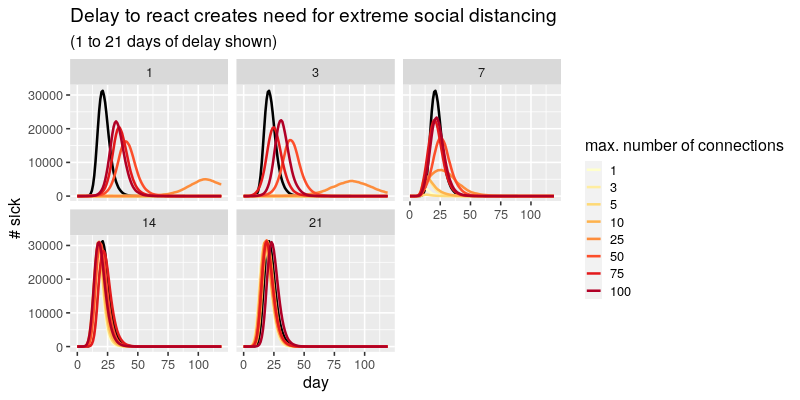 Delay to react creates need for extreme social distancing
(1 to 21 days of delay shown)
1
3
7
30000
20000
10000
0
0 25 50 75 100
14
21
30000
20000
10000
0
0 25 50 75 100
0 25 50 75 100
# sick
day
max. number of connections
1
3
5
10
25
50
75
100